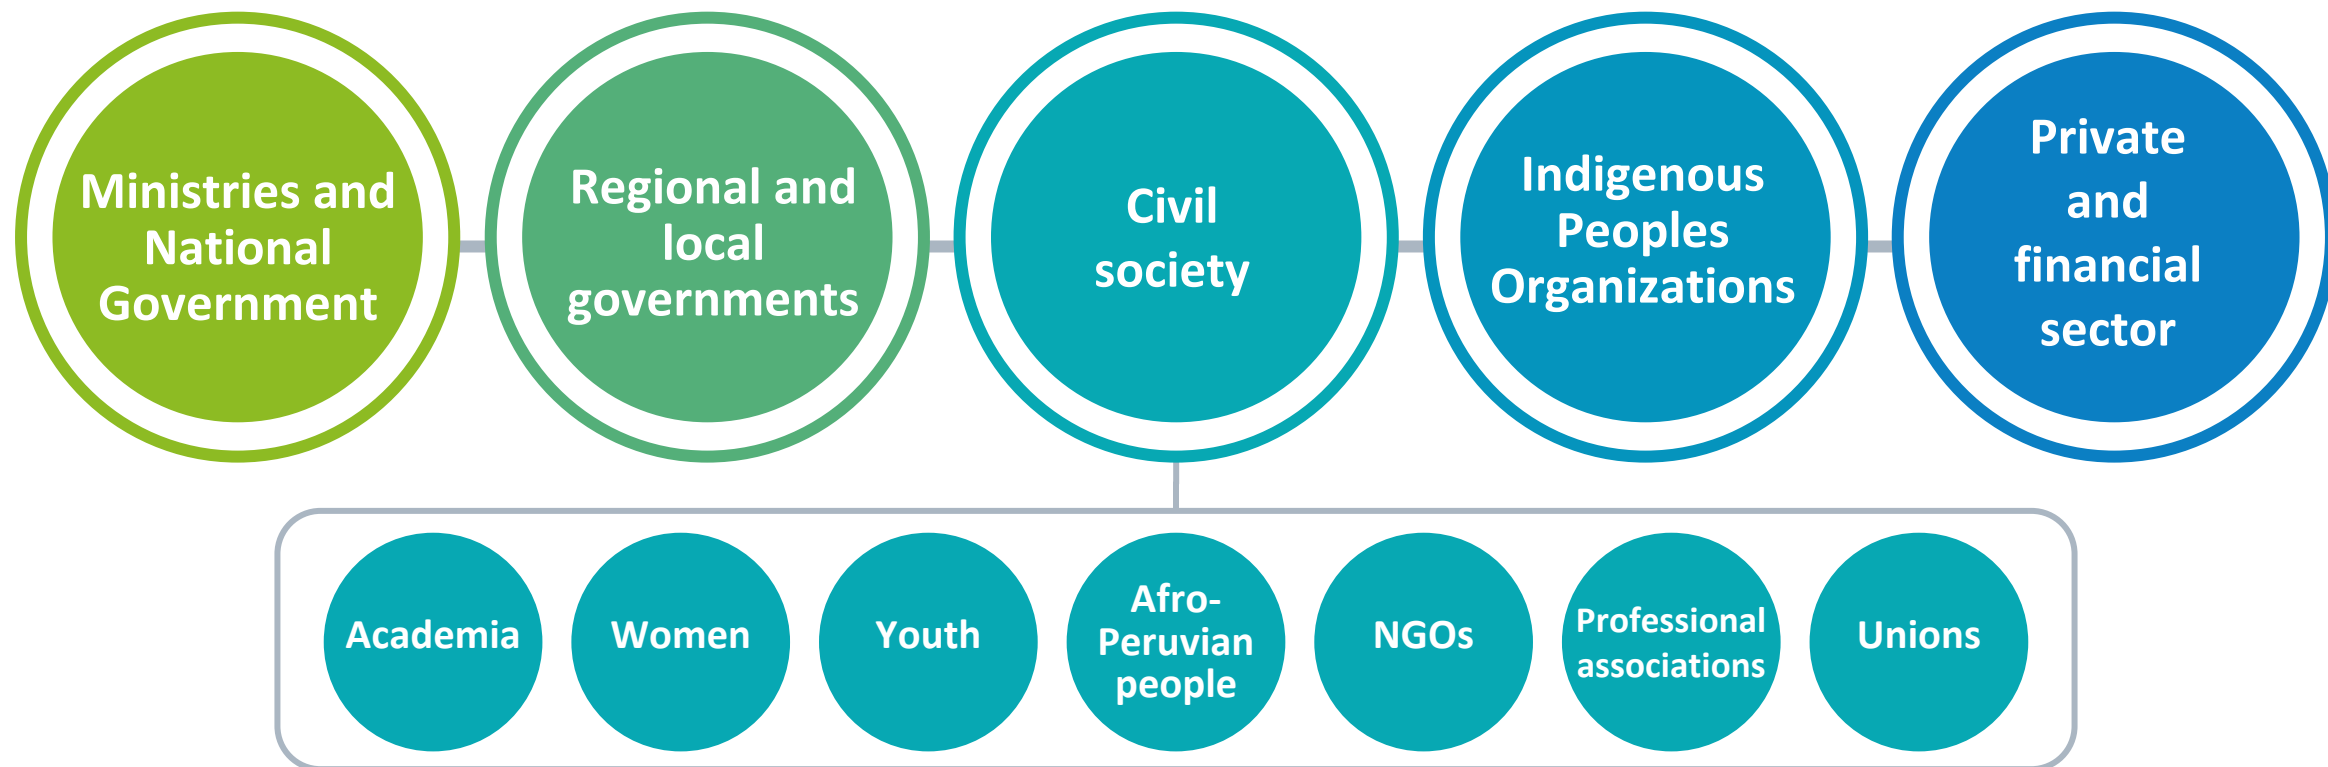 Ministries and
National
Government
Regional and
local
governments
Civil
society
Indigenous
Peoples
Organizations
Private
and
financial
sector
Academia
Women
Youth
Afro-
Peruvian
people
NGOs
Professional
associations
Unions